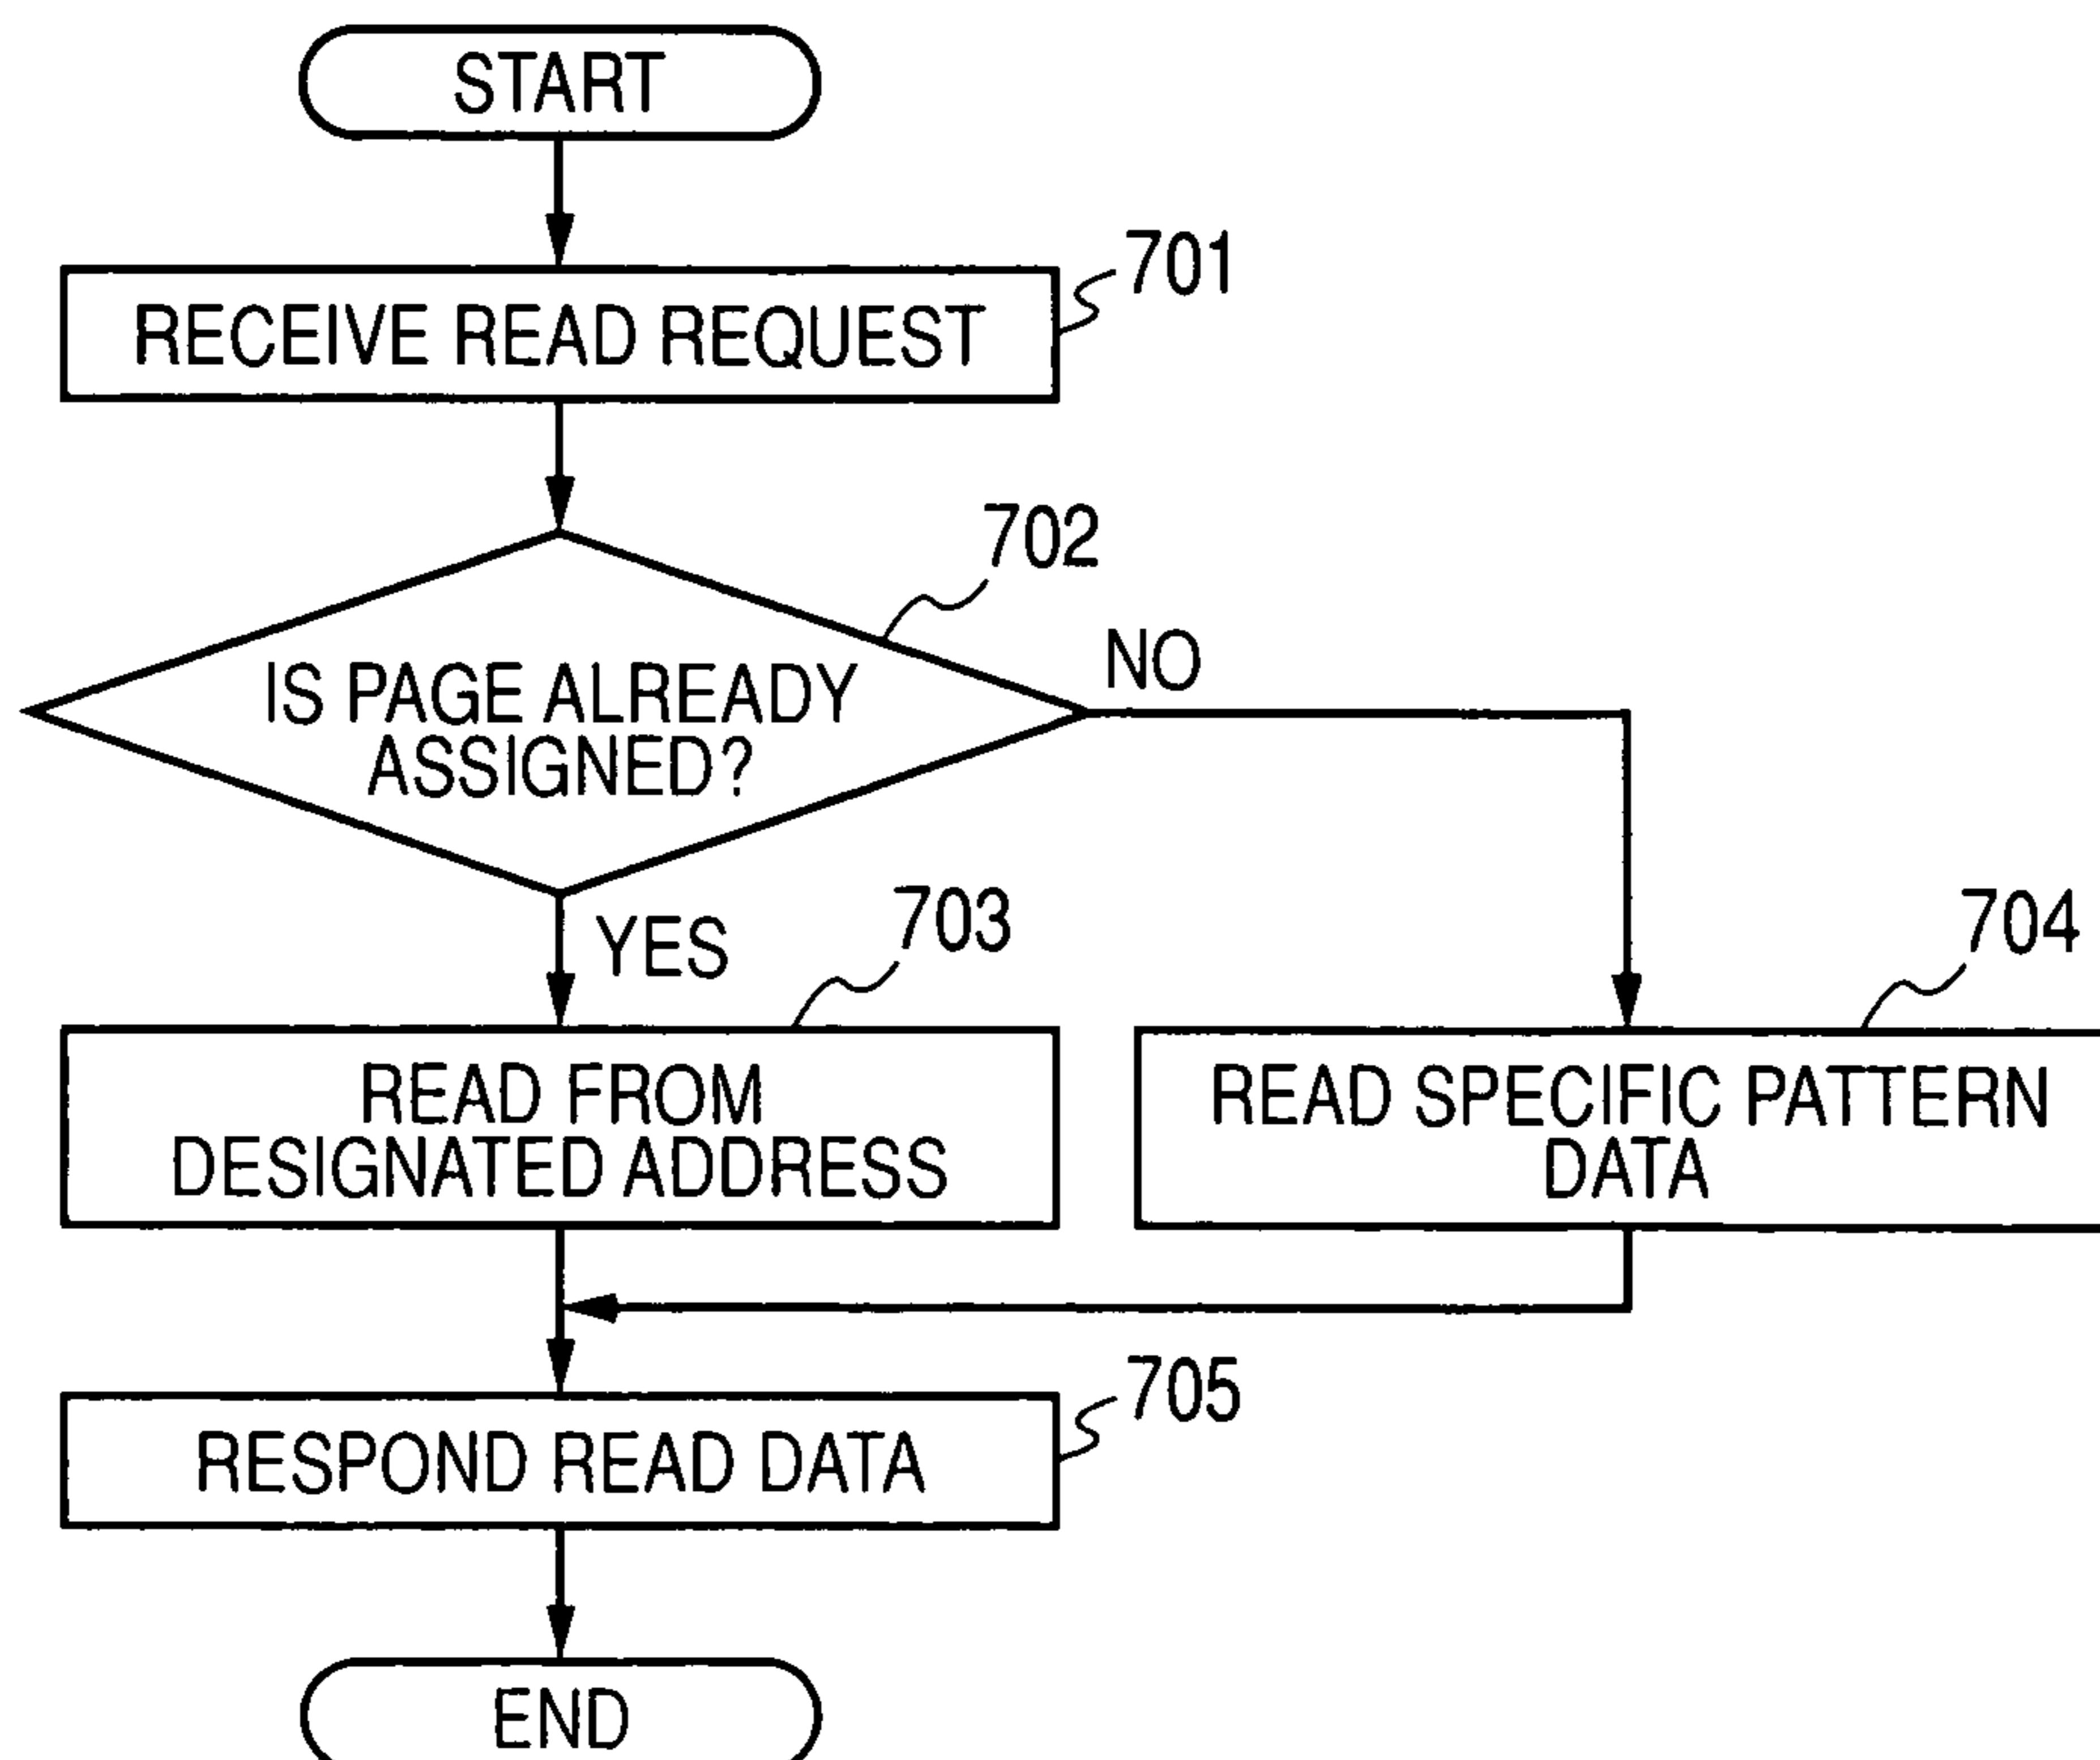 START
701
RECEIVE READ REQUEST
702
NO
IS PAGE ALREADY
ASSIGNED?
YES
703
704
READ FROM
DESIGNATED ADDRESS
READ SPECIFIC PATTERN
DATA
705
RESPOND READ DATA
END